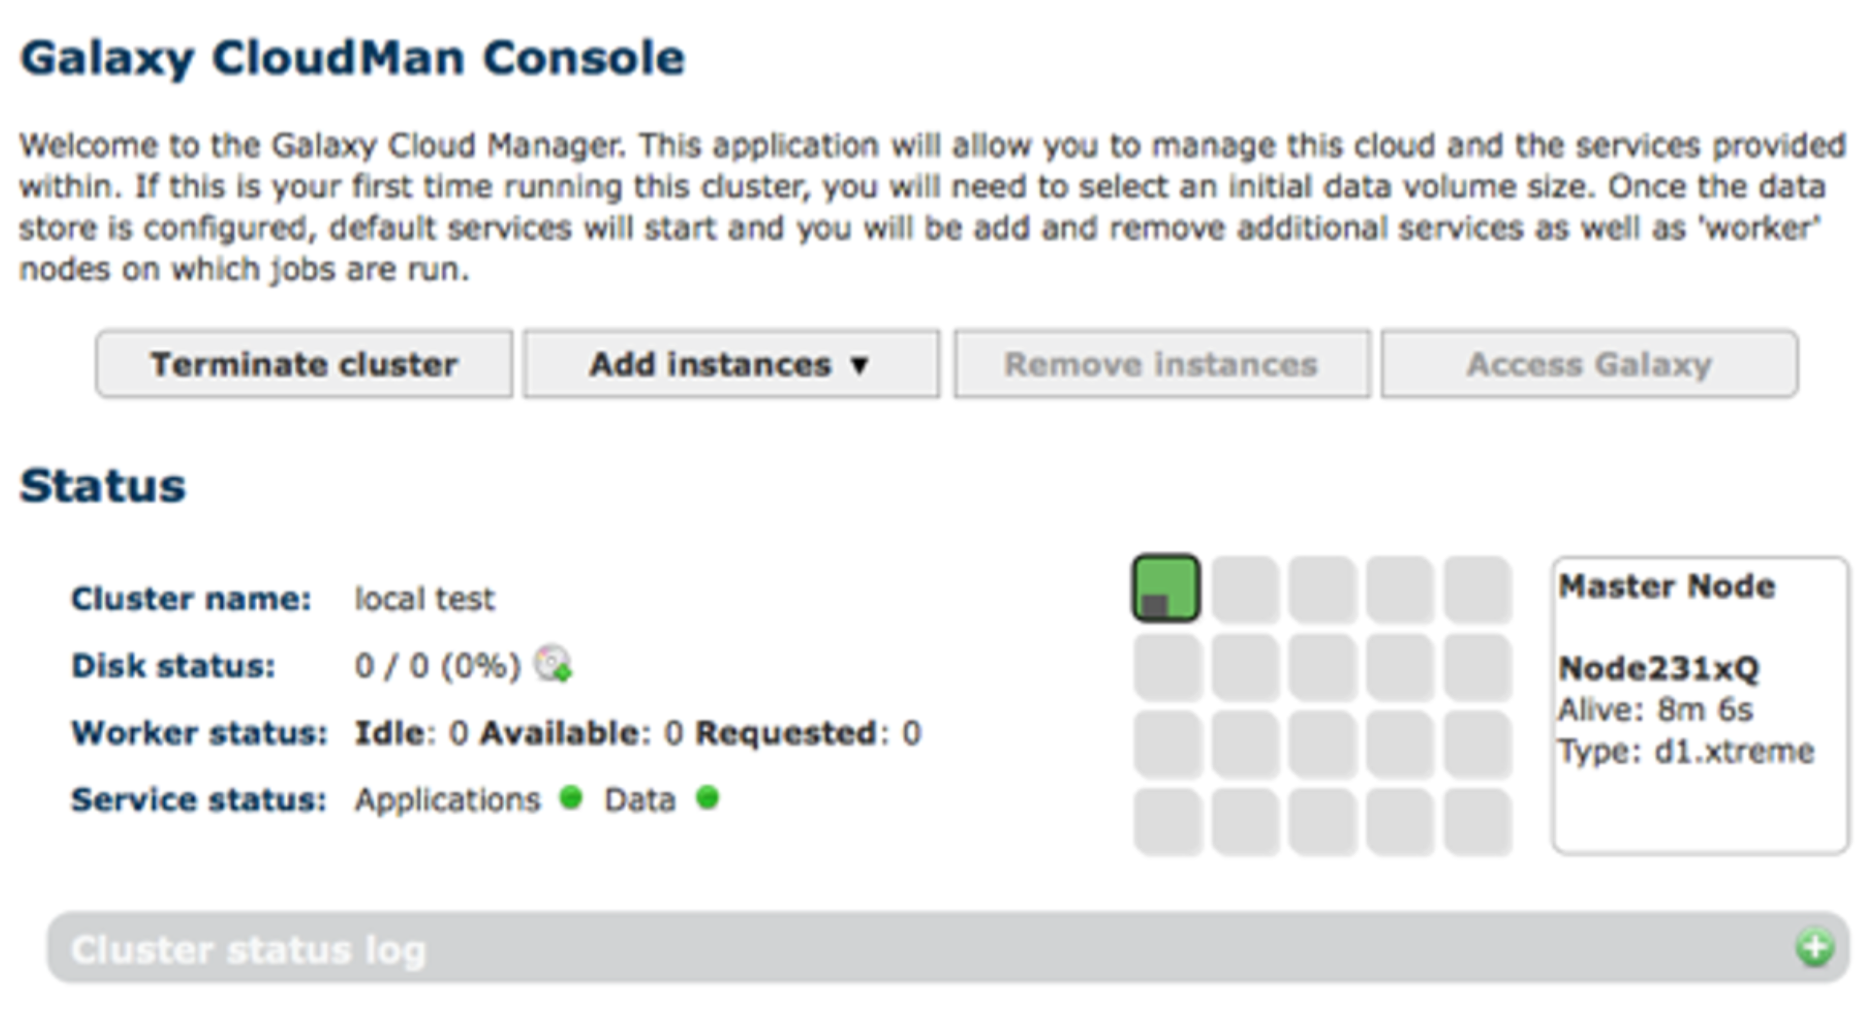 Galaxy CloudMan Console
Welcome to the Galaxy Cloud Manager. This application will allow you to manage this cloud and the services provided
within. If this is your first time running this cluster, you will need to select an initial data volume size. Once the data
store is configured, default services will start and you will be add and remove additional services as well as 'worker'
nodes on which jobs are run.
Terminate cluster
Add instances ▼
Remove instances
Access Galaxy
Status
Cluster name: local test
Disk status: 0 / 0 (0%)
Worker status: Idle: 0 Available: 0 Requested: 0
Service status: Applications Data
Master Node
Node231xQ
Alive: 8m 6s
Type: d1.xtreme
Cluster status log